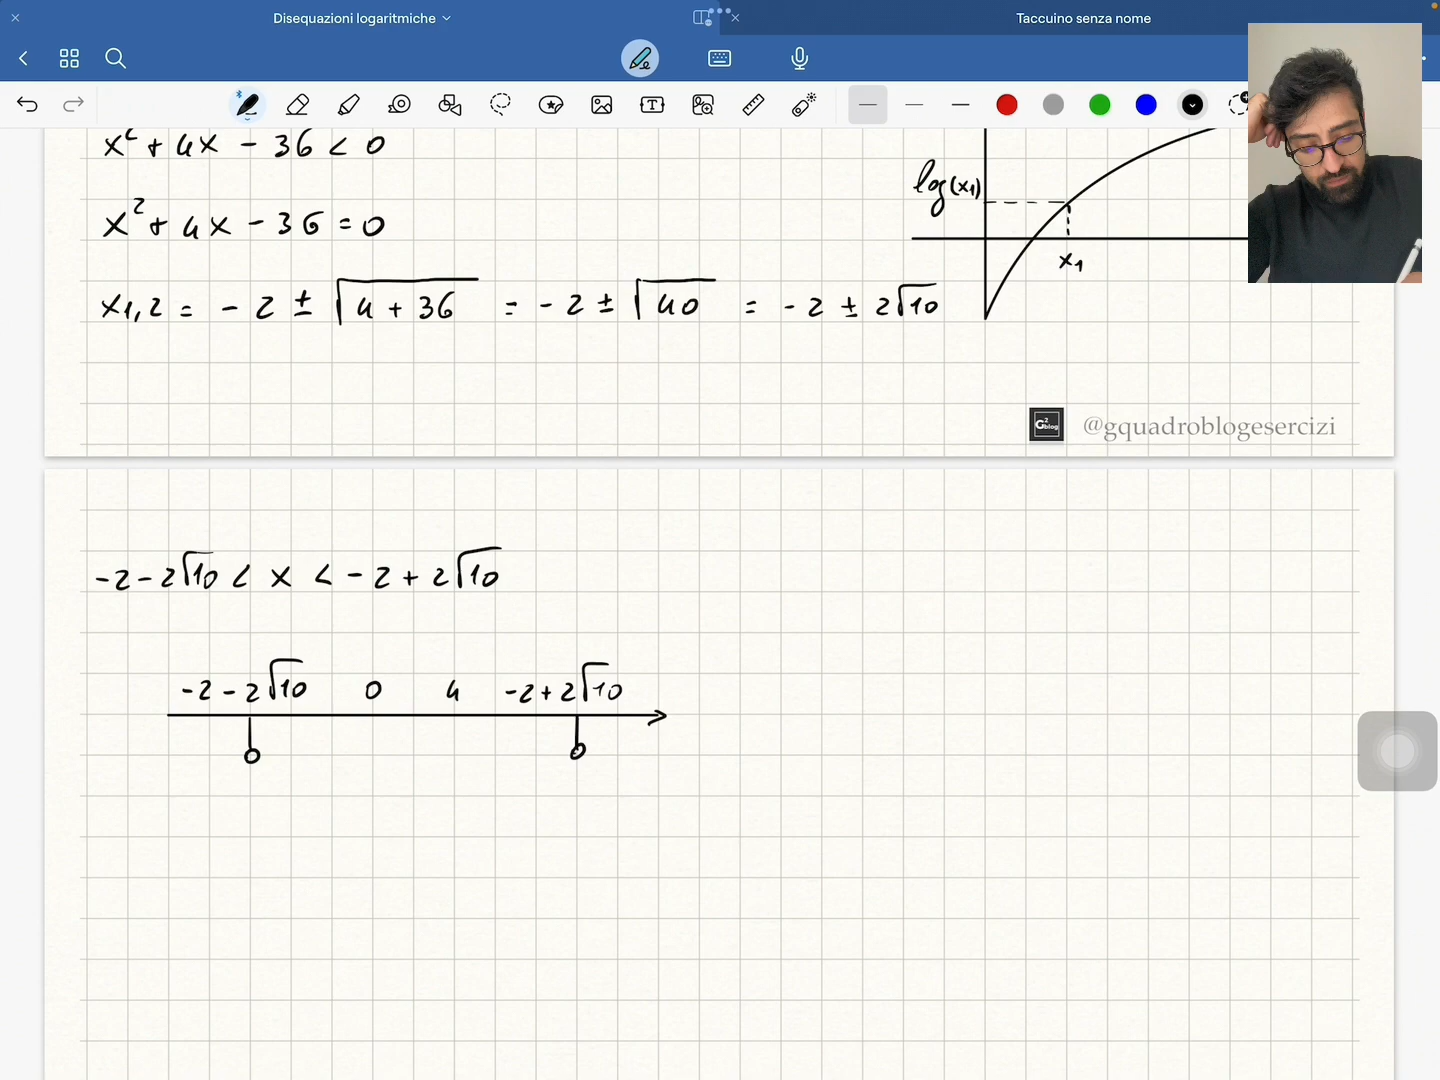 Disequazioni logaritmiche
Taccuino senza nome
x² + 4x - 36 < 0
x² + 4x - 36 = 0
x1,2 = -2 ± √4 + 36 = -2 ± √40 = -2 ± 2√10
log(x1)
x1
G²
blog
@gquadroblogesercizi
-2-2√10 < x < -2+2√10
-2-2√10 0 4 -2+2√10